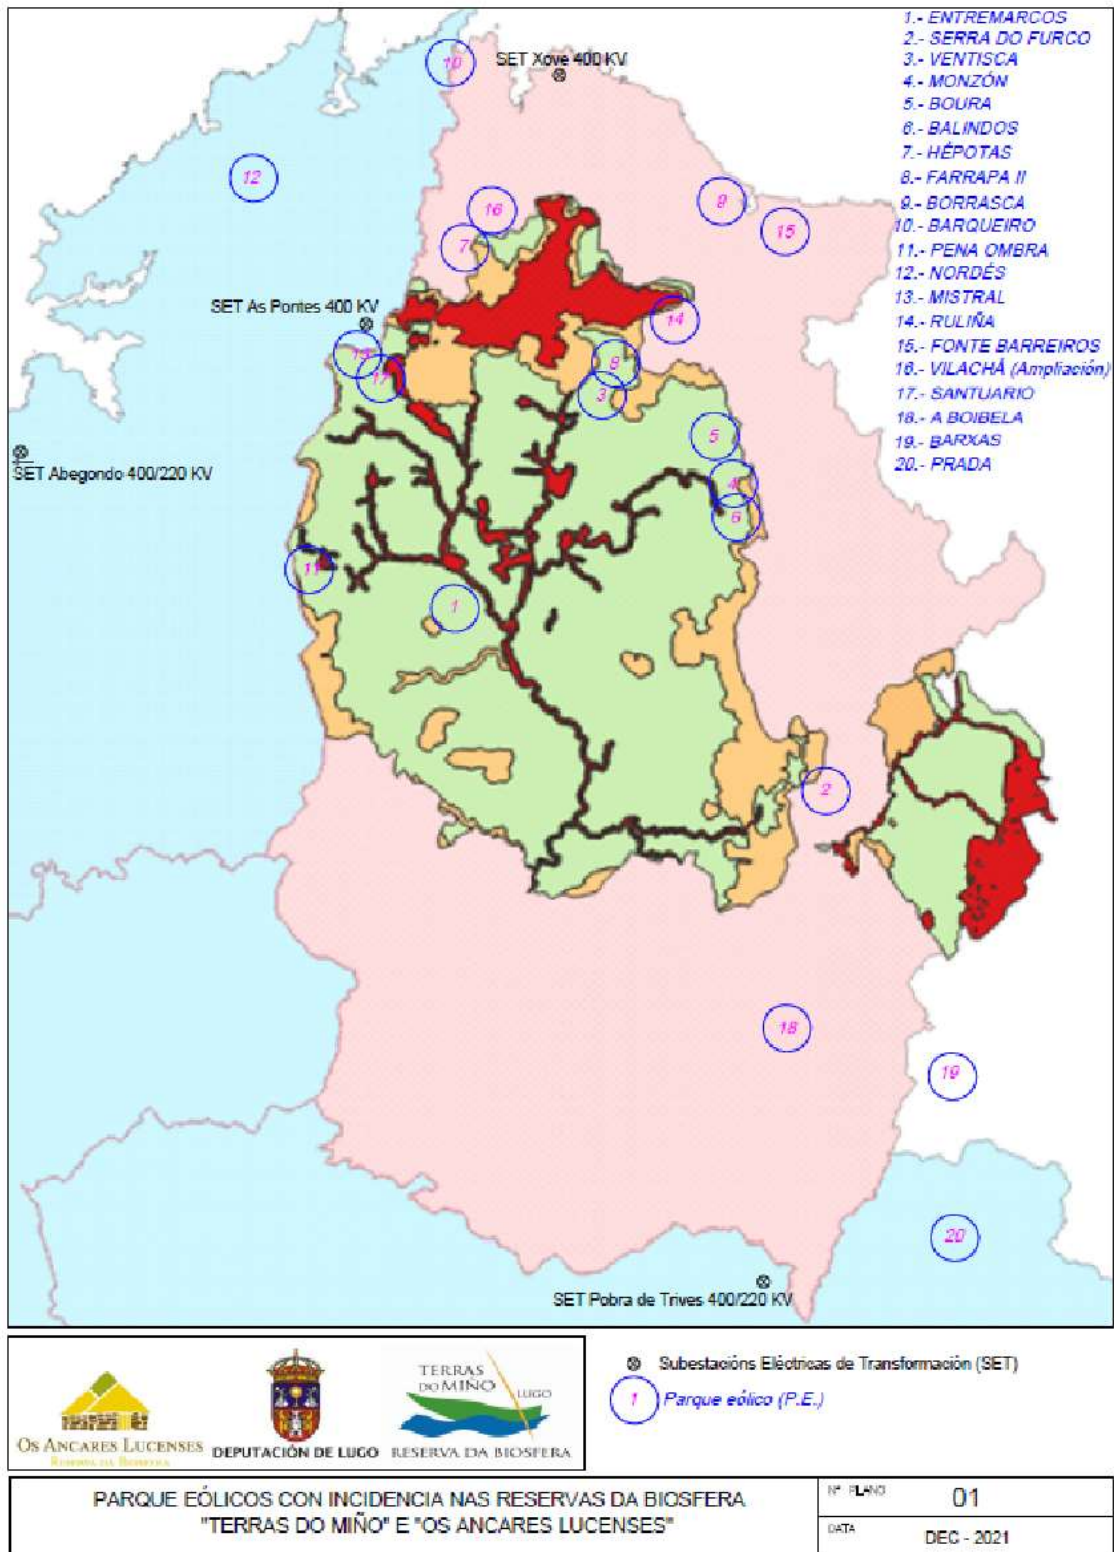 1.- ENTREMARCOS
2.- SERRA DO FURCO
3.- VENTISCA
4.- MONZÓN
5.- BOURA
6.- BALINDOS
7.- HÉPOTAS
8.- FARRAPA II
9.- BORRASCA
10.- BARQUEIRO
11.- PENA OMBRA
12.- NORDÉS
13.- MISTRAL
14.- RULIÑA
15.- FONTE BARREIROS
16.- VILACHÁ (Ampliación)
17.- SANTUARIO
18.- A BOIBELA
19.- BARXAS
20.- PRADA
10
SET Xove 400 KV
12
9
16
15
7
SET As Pontes 400 KV
14
8
17
3
5
SET Abegondo 400/220 KV
4
6
11
1
2
18
19
20
SET Pobra de Trives 400/220 KV
Subestacións Eléctricas de Transformación (SET)
1
Parque eólico (P.E.)
TERRAS
DO MIÑO
LUGO
OS ANCARES LUCENSES
RESERVA DA BIOSFERA
DEPUTACIÓN DE LUGO
RESERVA DA BIOSFERA
PARQUE EÓLICOS CON INCIDENCIA NAS RESERVAS DA BIOSFERA
"TERRAS DO MIÑO" E "OS ANCARES LUCENSES"
Nº PLANO
01
DATA
DEC - 2021